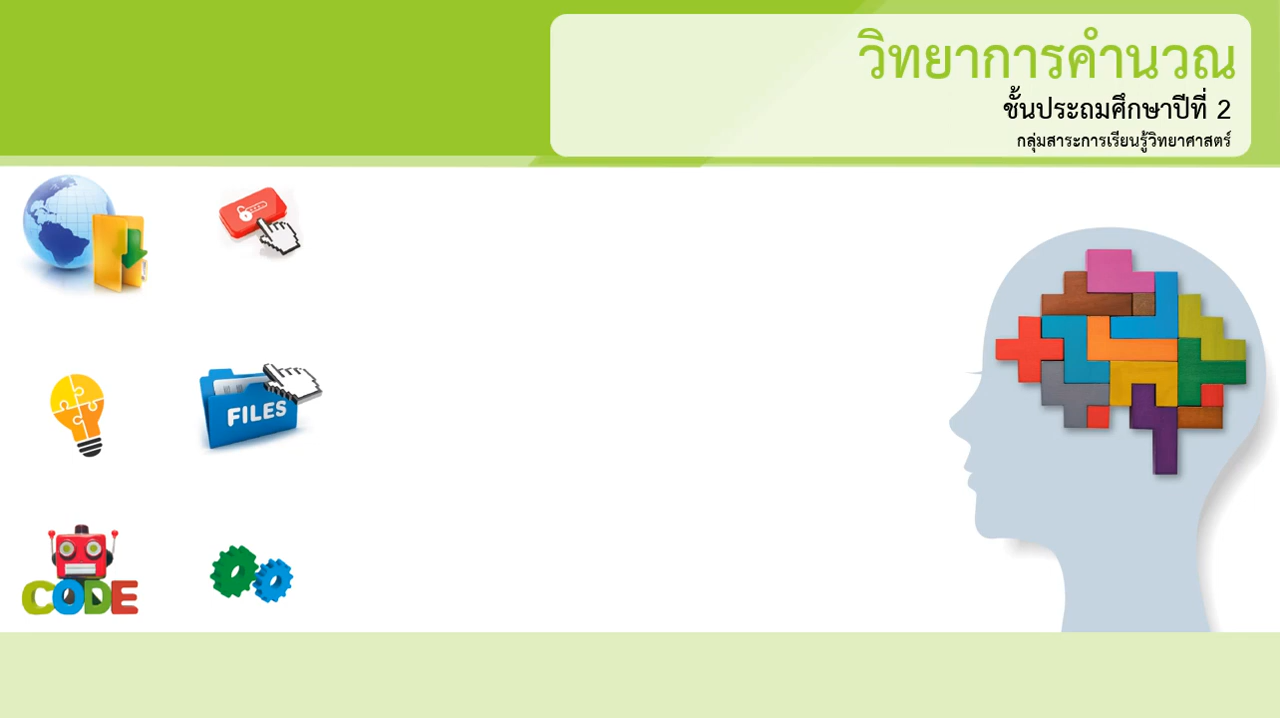 วิทยาการคำนวณ
ชั้นประถมศึกษาปีที่ 2
กลุ่มสาระการเรียนรู้วิทยาศาสตร์
FILES
CODE